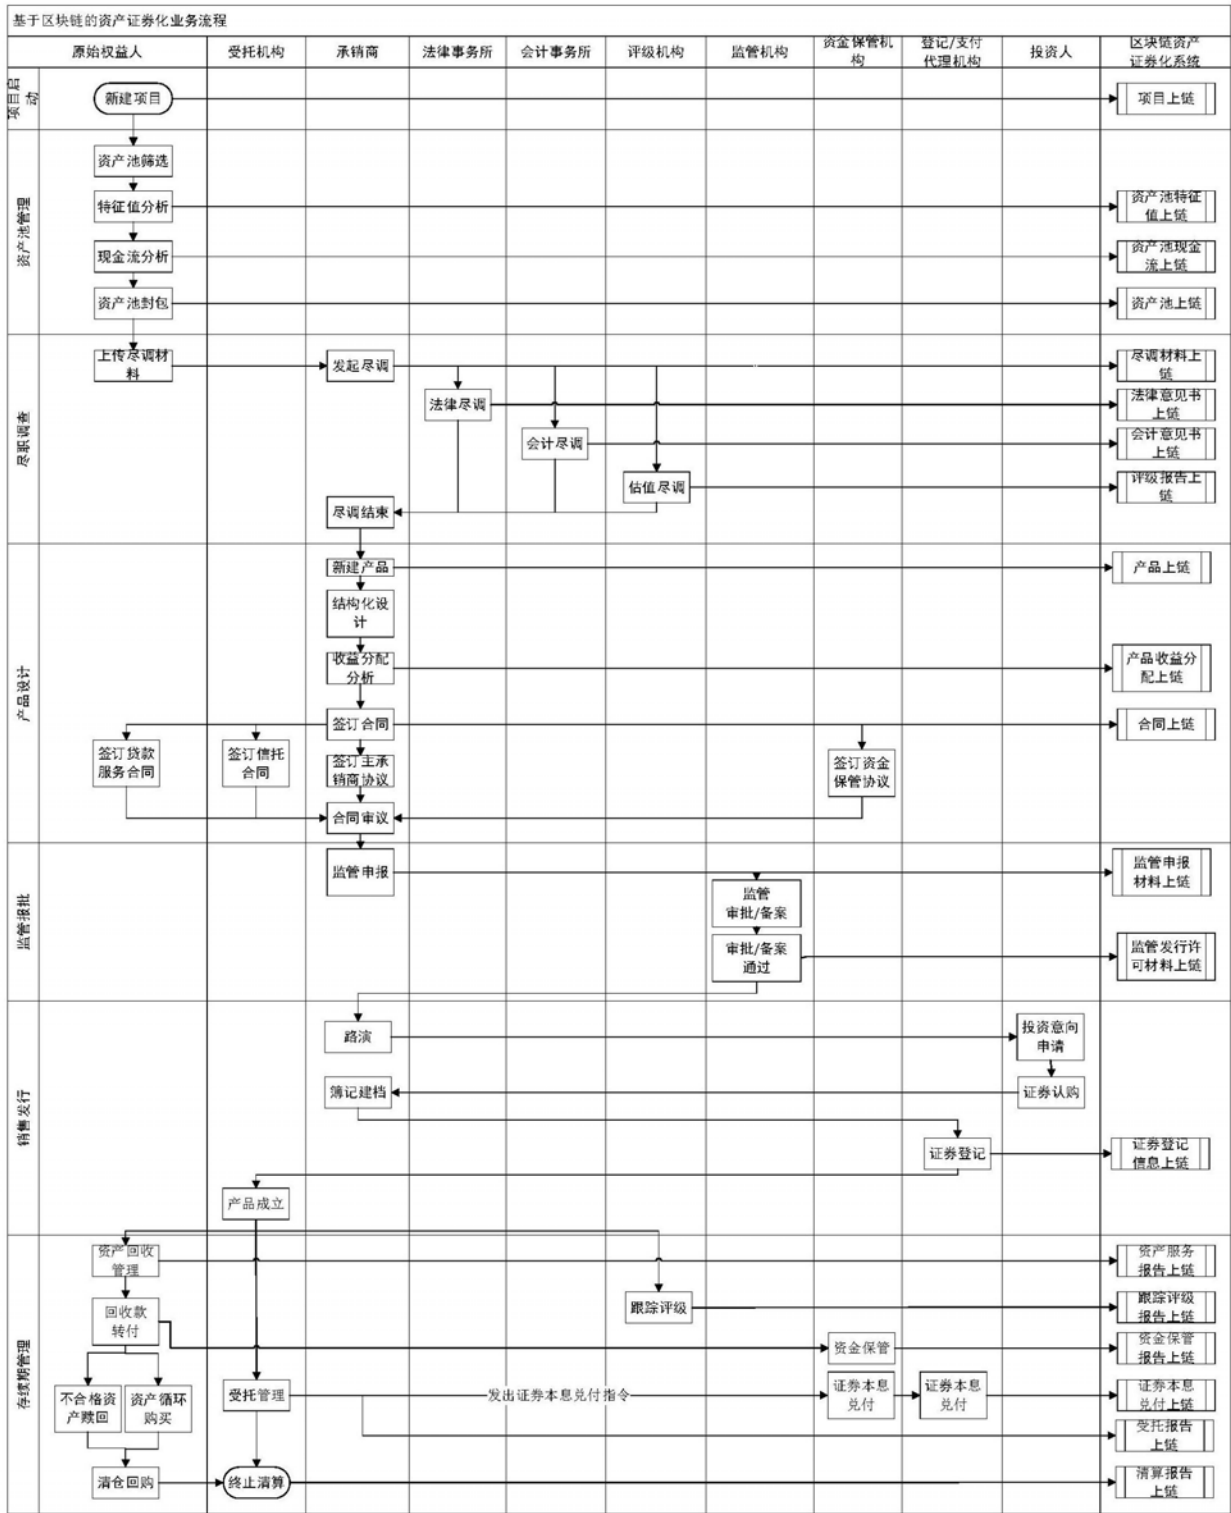 基于区块链的资产证券化业务流程
原始权益人
受托机构
承销商
法律事务所
会计事务所
评级机构
监管机构
资金保管机
构
登记/支付
代理机构
投资人
区块链资产
证券化系统
项目启
动
新建项目
项目上链
资产池管理
资产池筛选
特征值分析
资产池特征
值上链
现金流分析
资产池现金
流上链
资产池封包
资产池上链
尽职调查
上传尽调材
料
发起尽调
尽调材料上
链
法律尽调
法律意见书
上链
会计尽调
会计意见书
上链
估值尽调
评级报告上
链
尽调结束
产品设计
新建产品
产品上链
结构化设
计
收益分配
分析
产品收益分
配上链
签订合同
合同上链
签订贷款
服务合同
签订信托
合同
签订主承
销商协议
签订资金
保管协议
合同审议
监管报批
监管申报
监管申报
材料上链
监管
审批/备案
审批/备案
通过
监管发行许
可材料上链
销售发行
路演
投资意向
申请
簿记建档
证券认购
证券登记
证券登记
信息上链
产品成立
存续期管理
资产回收
管理
资产服务
报告上链
回收款
转付
跟踪评级
跟踪评级
报告上链
资金保管
资金保管
报告上链
不合格资
产赎回
资产循环
购买
受托管理
发出证券本息兑付指令
证券本息
兑付
证券本息
兑付
证券本息
兑付上链
受托报告
上链
清仓回购
终止清算
清算报告
上链